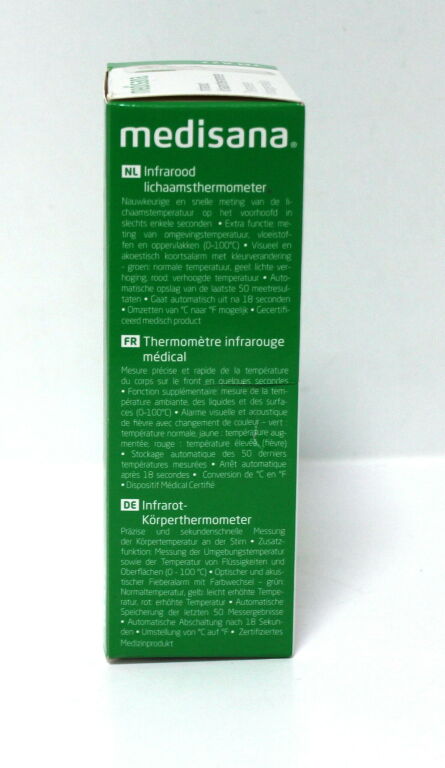 medisana
medisana®
NL Infrarood
lichaamsthermometer
Nauwkeurige en snelle meting van de li-
chaamstemperatuur op het voorhoofd in
slechts enkele seconden • Extra functie: me-
ting van omgevingstemperatuur, vloeistof-
fen en oppervlakken (0-100°C) • Visueel en
akoestisch koortsalarm met kleurverandering
- groen: normale temperatuur, geel: lichte ver-
hoging; rood: verhoogde temperatuur • Auto-
matische opslag van de laatste 50 meetresul-
taten • Gaat automatisch uit na 18 seconden
• Omzetten van °C naar °F mogelijk • Gecertifi-
ceerd medisch product
FR Thermomètre infrarouge
médical
Mesure précise et rapide de la température
du corps sur le front en quelques secondes
• Fonction supplémentaire: mesure de la tem-
pérature ambiante, des liquides et des surfa-
ces (0-100°C) • Alarme visuelle et acoustique
de fièvre avec changement de couleur - vert :
température normale, jaune : température aug-
mentée, rouge : température élevée (fièvre)
• Stockage automatique des 50 derniers
températures mesurées • Arrêt automatique
après 18 secondes • Conversion de °C en °F
• Dispositif Médical Certifié
DE Infrarot-
Körperthermometer
Präzise und sekundenschnelle Messung
der Körpertemperatur an der Stirn • Zusatz-
funktion: Messung der Umgebungstemperatur
sowie der Temperatur von Flüssigkeiten und
Oberflächen (0 - 100 °C) • Optischer und akus-
tischer Fieberalarm mit Farbwechsel - grün:
Normaltemperatur, gelb: leicht erhöhte Tempe-
ratur, rot: erhöhte Temperatur • Automatische
Speicherung der letzten 50 Messergebnisse
• Automatische Abschaltung nach 18 Sekun-
den • Umstellung von °C auf °F • Zertifiziertes
Medizinprodukt